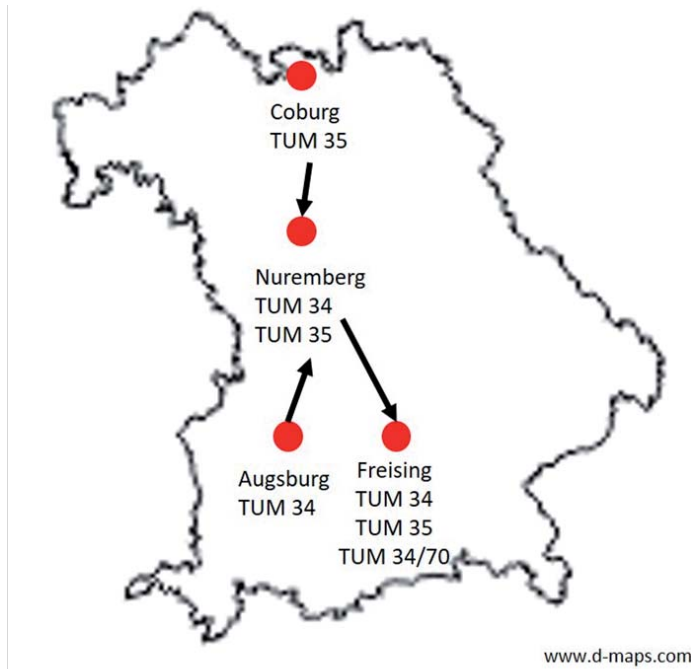 Coburg
TUM 35
Nuremberg
TUM 34
TUM 35
Augsburg
TUM 34
Freising
TUM 34
TUM 35
TUM 34/70
www.d-maps.com